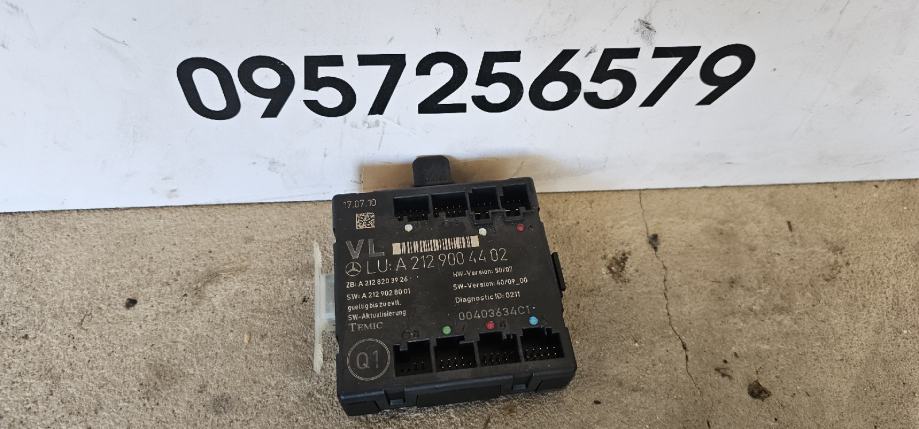 0957256579
17.07.10
VL
LU: A 212 900 44 02
ZB: A 212 820 39 26
HW-Version: 50/07
SW: A 212 902 80 01
SW-Version: 40/09_00
gueltig bis zu evtl.
Diagnostic ID: 0211
SW-Aktualisierung
00403634C1
TEMIC
Q1